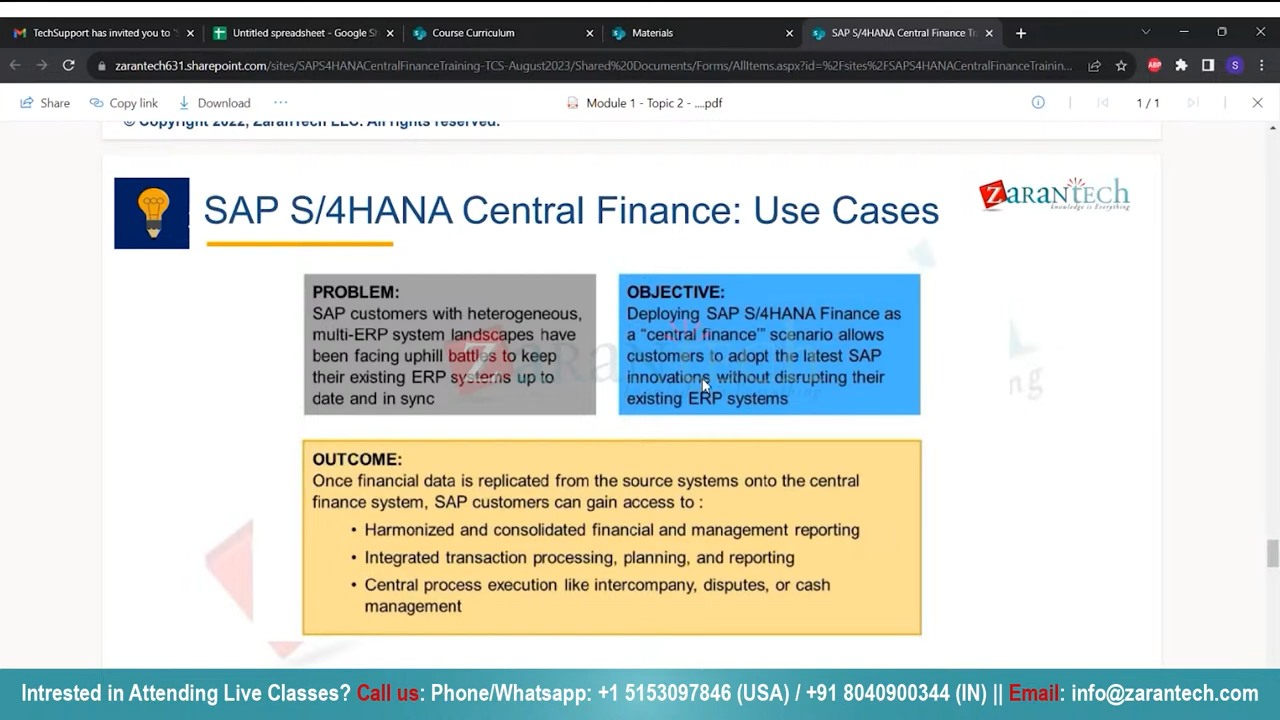 TechSupport has invited you to
Untitled spreadsheet - Google S
Course Curriculum
Materials
SAP S/4HANA Central Finance Tr
zarantech631.sharepoint.com/sites/SAPS4HANACentralFinanceTraining-TCS-August2023/Shared%20Documents/Forms/AllItems.aspx?id=%2Fsites%2FSAPS4HANACentralFinanceTrainin...
ABP
S
Share
Copy link
Download
Module 1 - Topic 2 - ....pdf
1 / 1
© Copyright 2022, ZaranTech LLC. All rights reserved.
SAP S/4HANA Central Finance: Use Cases
ZaranTech
knowledge is Everything
PROBLEM:
SAP customers with heterogeneous,
multi-ERP system landscapes have
been facing uphill battles to keep
their existing ERP systems up to
date and in sync
OBJECTIVE:
Deploying SAP S/4HANA Finance as
a “central finance’” scenario allows
customers to adopt the latest SAP
innovations without disrupting their
existing ERP systems
OUTCOME:
Once financial data is replicated from the source systems onto the central
finance system, SAP customers can gain access to :
• Harmonized and consolidated financial and management reporting
• Integrated transaction processing, planning, and reporting
• Central process execution like intercompany, disputes, or cash
management
Intrested in Attending Live Classes? Call us: Phone/Whatsapp: +1 5153097846 (USA) / +91 8040900344 (IN) || Email: info@zarantech.com